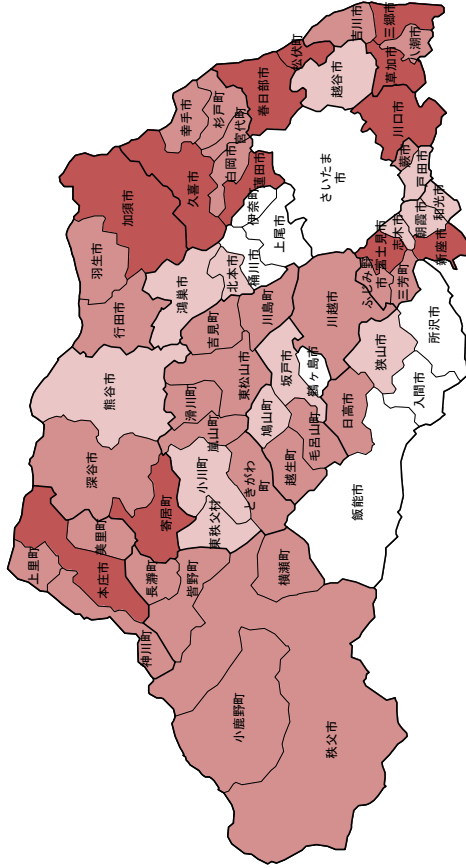 吉川市
三郷市
八潮市
松伏町
草加市
越谷市
春日部市
川口市
幸手市
杉戸町
宮代町
白岡市
蓮田市
久喜市
加須市
さいたま
市
蕨市
戸田市
和光市
朝霞市
新座市
志木市
富士見市
ふじみ野
市
三芳町
伊奈町
上尾市
桶川市
北本市
鴻巣市
羽生市
行田市
川島町
吉見町
川越市
所沢市
狭山市
入間市
東松山市
坂戸市
鶴ヶ島市
日高市
滑川町
嵐山町
鳩山町
毛呂山町
越生町
飯能市
熊谷市
深谷市
小川町
ときがわ
町
東秩父村
寄居町
美里町
上里町
本庄市
長瀞町
皆野町
横瀬町
神川町
小鹿野町
秩父市